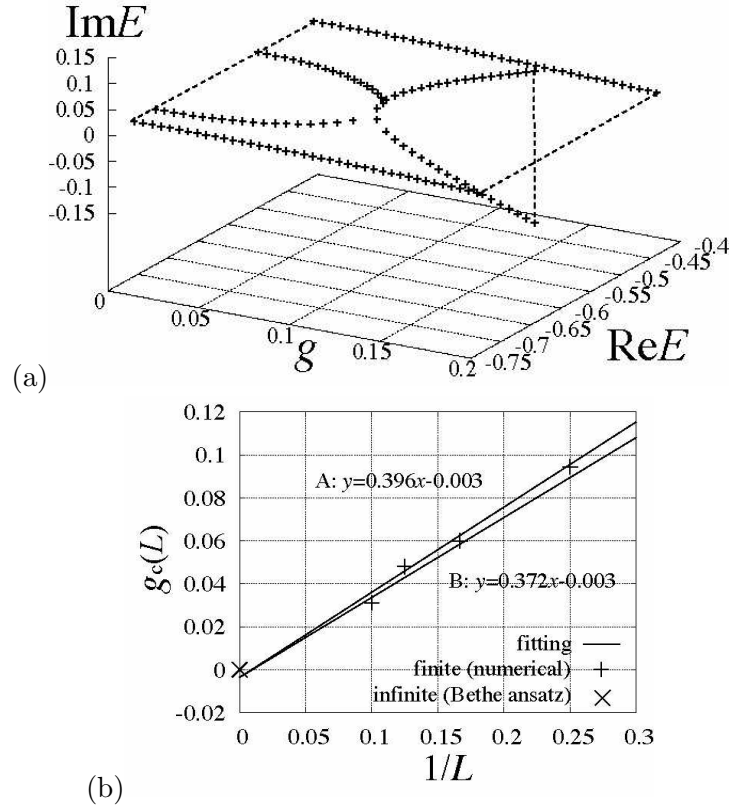 ImE
0.15
0.1
0.05
0
-0.05
-0.1
-0.15
-0.4
-0.45
-0.5
-0.55
-0.6
-0.65
-0.7
-0.75
0
0.05
0.1
0.15
0.2
g
ReE
(a)
0.12
0.1
0.08
0.06
0.04
0.02
0
-0.02
gc(L)
A: y=0.396x-0.003
B: y=0.372x-0.003
fitting
finite (numerical)
infinite (Bethe ansatz)
0 0.05 0.1 0.15 0.2 0.25 0.3
1/L
(b)